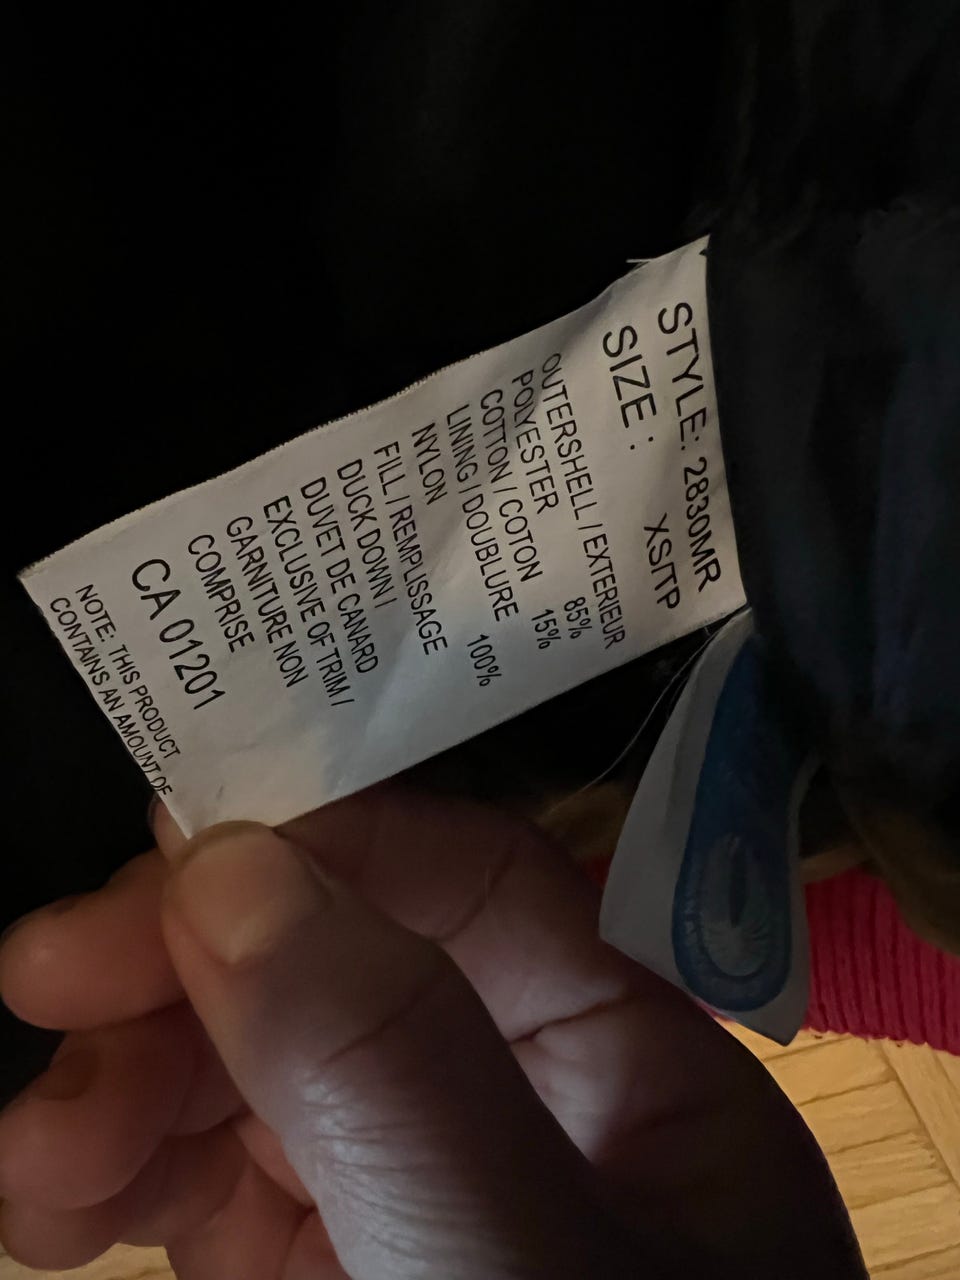 STYLE: 2830MR
SIZE : XS/TP
OUTERSHELL / EXTERIEUR
POLYESTER 85%
COTTON / COTON 15%
LINING / DOUBLURE
NYLON 100%
FILL / REMPLISSAGE
DUCK DOWN /
DUVET DE CANARD
EXCLUSIVE OF TRIM /
GARNITURE NON
COMPRISE
CA 01201
NOTE: THIS PRODUCT
CONTAINS AN AMOUNT OF